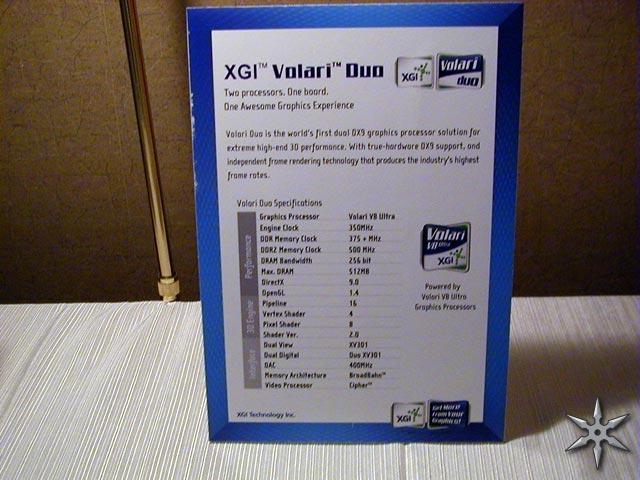 XGI™ Volari™ Duo
XGI
Volari
duo
Two processors. One board.
One Awesome Graphics Experience
Volari Duo is the world's first dual DX9 graphics processor solution for
extreme high-end 3D performance. With true-hardware DX9 support, and
independent frame rendering technology that produces the industry's highest
frame rates.
Volari Duo Specifications
Performance
Graphics Processor Volari V8 Ultra
Engine Clock 350MHz
DDR Memory Clock 375 + MHz
DDR2 Memory Clock 500 MHz
DRAM Bandwidth 256 bit
Max. DRAM 512MB
DirectX 9.0
OpenGL 1.4
3D Engine
Pipeline 16
Vertex Shader 4
Pixel Shader 8
Shader Ver. 2.0
Interface
Dual View XV301
Dual Digital Duo XV301
DAC 400MHz
Memory Architecture BroadBahn™
Video Processor Cipher™
Volari
V8 Ultra
XGI
Powered by
Volari V8 Ultra
Graphics Processors
XGI Technology Inc.
XGI
Get More
From Your
Graphics!